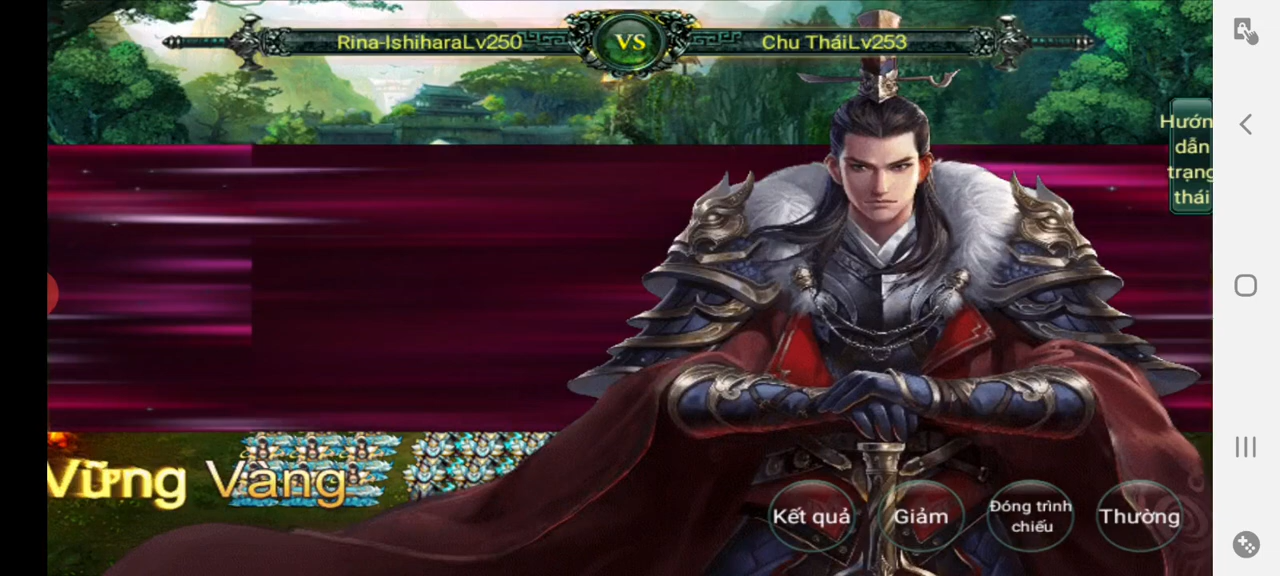 Rina-IshiharaLv250
VS
Chu TháiLv253
Hướn
dẫn
trạng
thái
Vững Vàng
Kết quả
Giảm
Đóng trình
chiếu
Thường